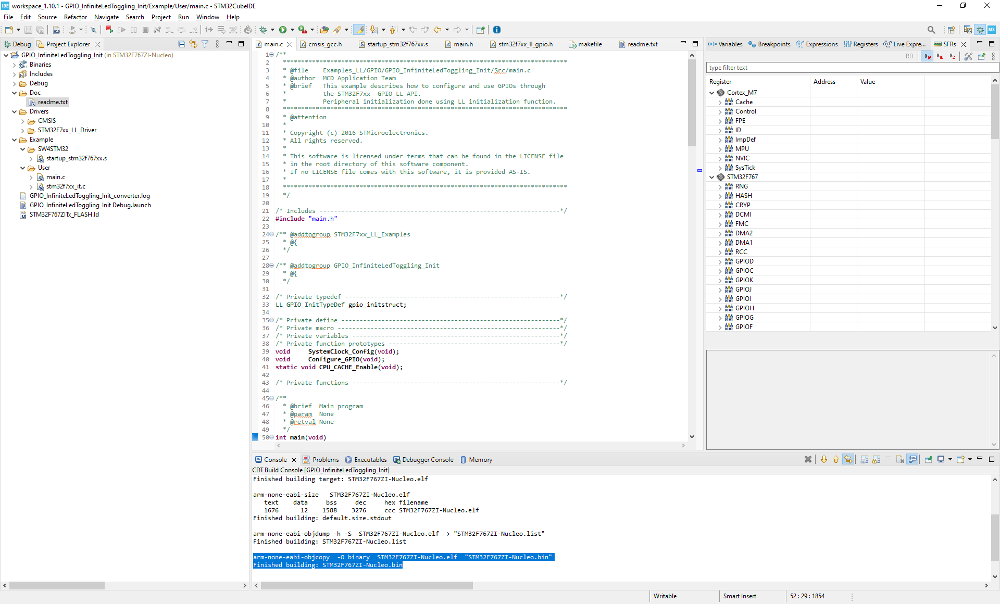 workspace_1.10.1 - GPIO_InfiniteLedToggling_Init/Example/User/main.c - STM32CubeIDE
File Edit Source Refactor Navigate Search Project Run Window Help
Debug Project Explorer
GPIO_InfiniteLedToggling_Init (in STM32F767ZI-Nucleo)
Binaries
Includes
Debug
Doc
readme.txt
Drivers
CMSIS
STM32F7xx_LL_Driver
Example
SW4STM32
startup_stm32f767xx.s
User
main.c
stm32f7xx_it.c
GPIO_InfiniteLedToggling_Init_converter.log
GPIO_InfiniteLedToggling_Init Debug.launch
STM32F767ZITx_FLASH.ld
main.c cmsis_gcc.h startup_stm32f767xx.s main.h stm32f7xx_ll_gpio.h makefile readme.txt
1 /**
2 ******************************************************************************
3 * @file Examples_LL/GPIO/GPIO_InfiniteLedToggling_Init/Src/main.c
4 * @author MCD Application Team
5 * @brief This example describes how to configure and use GPIOs through
6 * the STM32F7xx GPIO LL API.
7 * Peripheral initialization done using LL initialization function.
8 ******************************************************************************
9 * @attention
10 *
11 * Copyright (c) 2016 STMicroelectronics.
12 * All rights reserved.
13 *
14 * This software is licensed under terms that can be found in the LICENSE file
15 * in the root directory of this software component.
16 * If no LICENSE file comes with this software, it is provided AS-IS.
17 *
18 ******************************************************************************
19 */
20
21 /* Includes ------------------------------------------------------------------*/
22 #include "main.h"
23
24 /** @addtogroup STM32F7xx_LL_Examples
25 * @{
26 */
27
28 /** @addtogroup GPIO_InfiniteLedToggling_Init
29 * @{
30 */
31
32 /* Private typedef -----------------------------------------------------------*/
33 LL_GPIO_InitTypeDef gpio_initstruct;
34
35 /* Private define ------------------------------------------------------------*/
36 /* Private macro -------------------------------------------------------------*/
37 /* Private variables ---------------------------------------------------------*/
38 /* Private function prototypes -----------------------------------------------*/
39 void SystemClock_Config(void);
40 void Configure_GPIO(void);
41 static void CPU_CACHE_Enable(void);
42
43 /* Private functions ---------------------------------------------------------*/
44
45 /**
46 * @brief Main program
47 * @param None
48 * @retval None
49 */
50 int main(void)
(x)= Variables Breakpoints Expressions Registers Live Expre... SFRs
RD X16 X10 X2
type filter text
Register Address Value
Cortex_M7
Cache
Control
FPE
ID
ImpDef
MPU
NVIC
SysTick
STM32F767
RNG
HASH
CRYP
DCMI
FMC
DMA2
DMA1
RCC
GPIOD
GPIOC
GPIOK
GPIOJ
GPIOI
GPIOH
GPIOG
GPIOF
Console Problems Executables Debugger Console Memory
CDT Build Console [GPIO_InfiniteLedToggling_Init]
Finished building target: STM32F767ZI-Nucleo.elf
arm-none-eabi-size STM32F767ZI-Nucleo.elf
text data bss dec hex filename
1676 12 1588 3276 ccc STM32F767ZI-Nucleo.elf
Finished building: default.size.stdout
arm-none-eabi-objdump -h -S STM32F767ZI-Nucleo.elf > "STM32F767ZI-Nucleo.list"
Finished building: STM32F767ZI-Nucleo.list
arm-none-eabi-objcopy -O binary STM32F767ZI-Nucleo.elf "STM32F767ZI-Nucleo.bin"
Finished building: STM32F767ZI-Nucleo.bin
Writable Smart Insert 52 : 29 : 1854